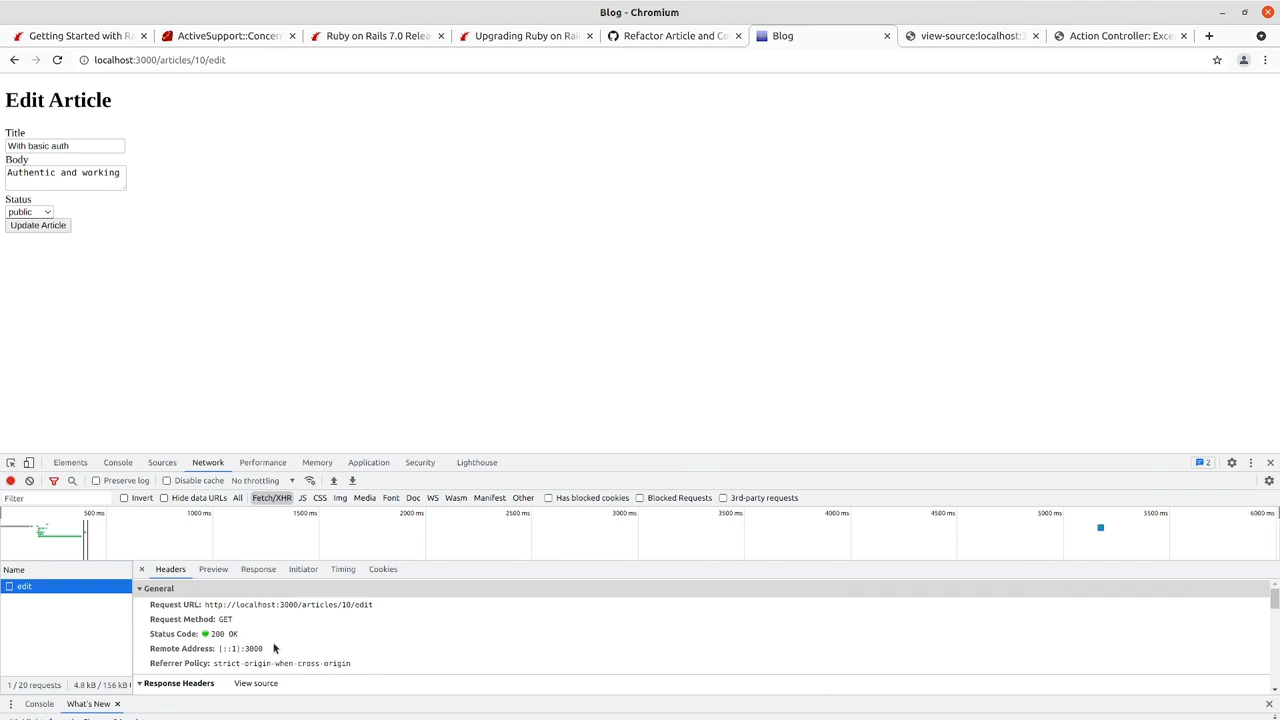 Blog - Chromium
Getting Started with Ra
ActiveSupport::Concern
Ruby on Rails 7.0 Relea
Upgrading Ruby on Rail
Refactor Article and Co
Blog
view-source:localhost:3
Action Controller: Exce
localhost:3000/articles/10/edit
Edit Article
Title
With basic auth
Body
Authentic and working
Status
public
Update Article
Elements Console Sources Network Performance Memory Application Security Lighthouse 2
Preserve log Disable cache No throttling
Filter Invert Hide data URLs All Fetch/XHR JS CSS Img Media Font Doc WS Wasm Manifest Other Has blocked cookies Blocked Requests 3rd-party requests
500 ms 1000 ms 1500 ms 2000 ms 2500 ms 3000 ms 3500 ms 4000 ms 4500 ms 5000 ms 5500 ms 6000 ms
Name Headers Preview Response Initiator Timing Cookies
edit
General
Request URL: http://localhost:3000/articles/10/edit
Request Method: GET
Status Code: 200 OK
Remote Address: [::1]:3000
Referrer Policy: strict-origin-when-cross-origin
Response Headers View source
1 / 20 requests 4.8 kB / 156 kB
Console What's New